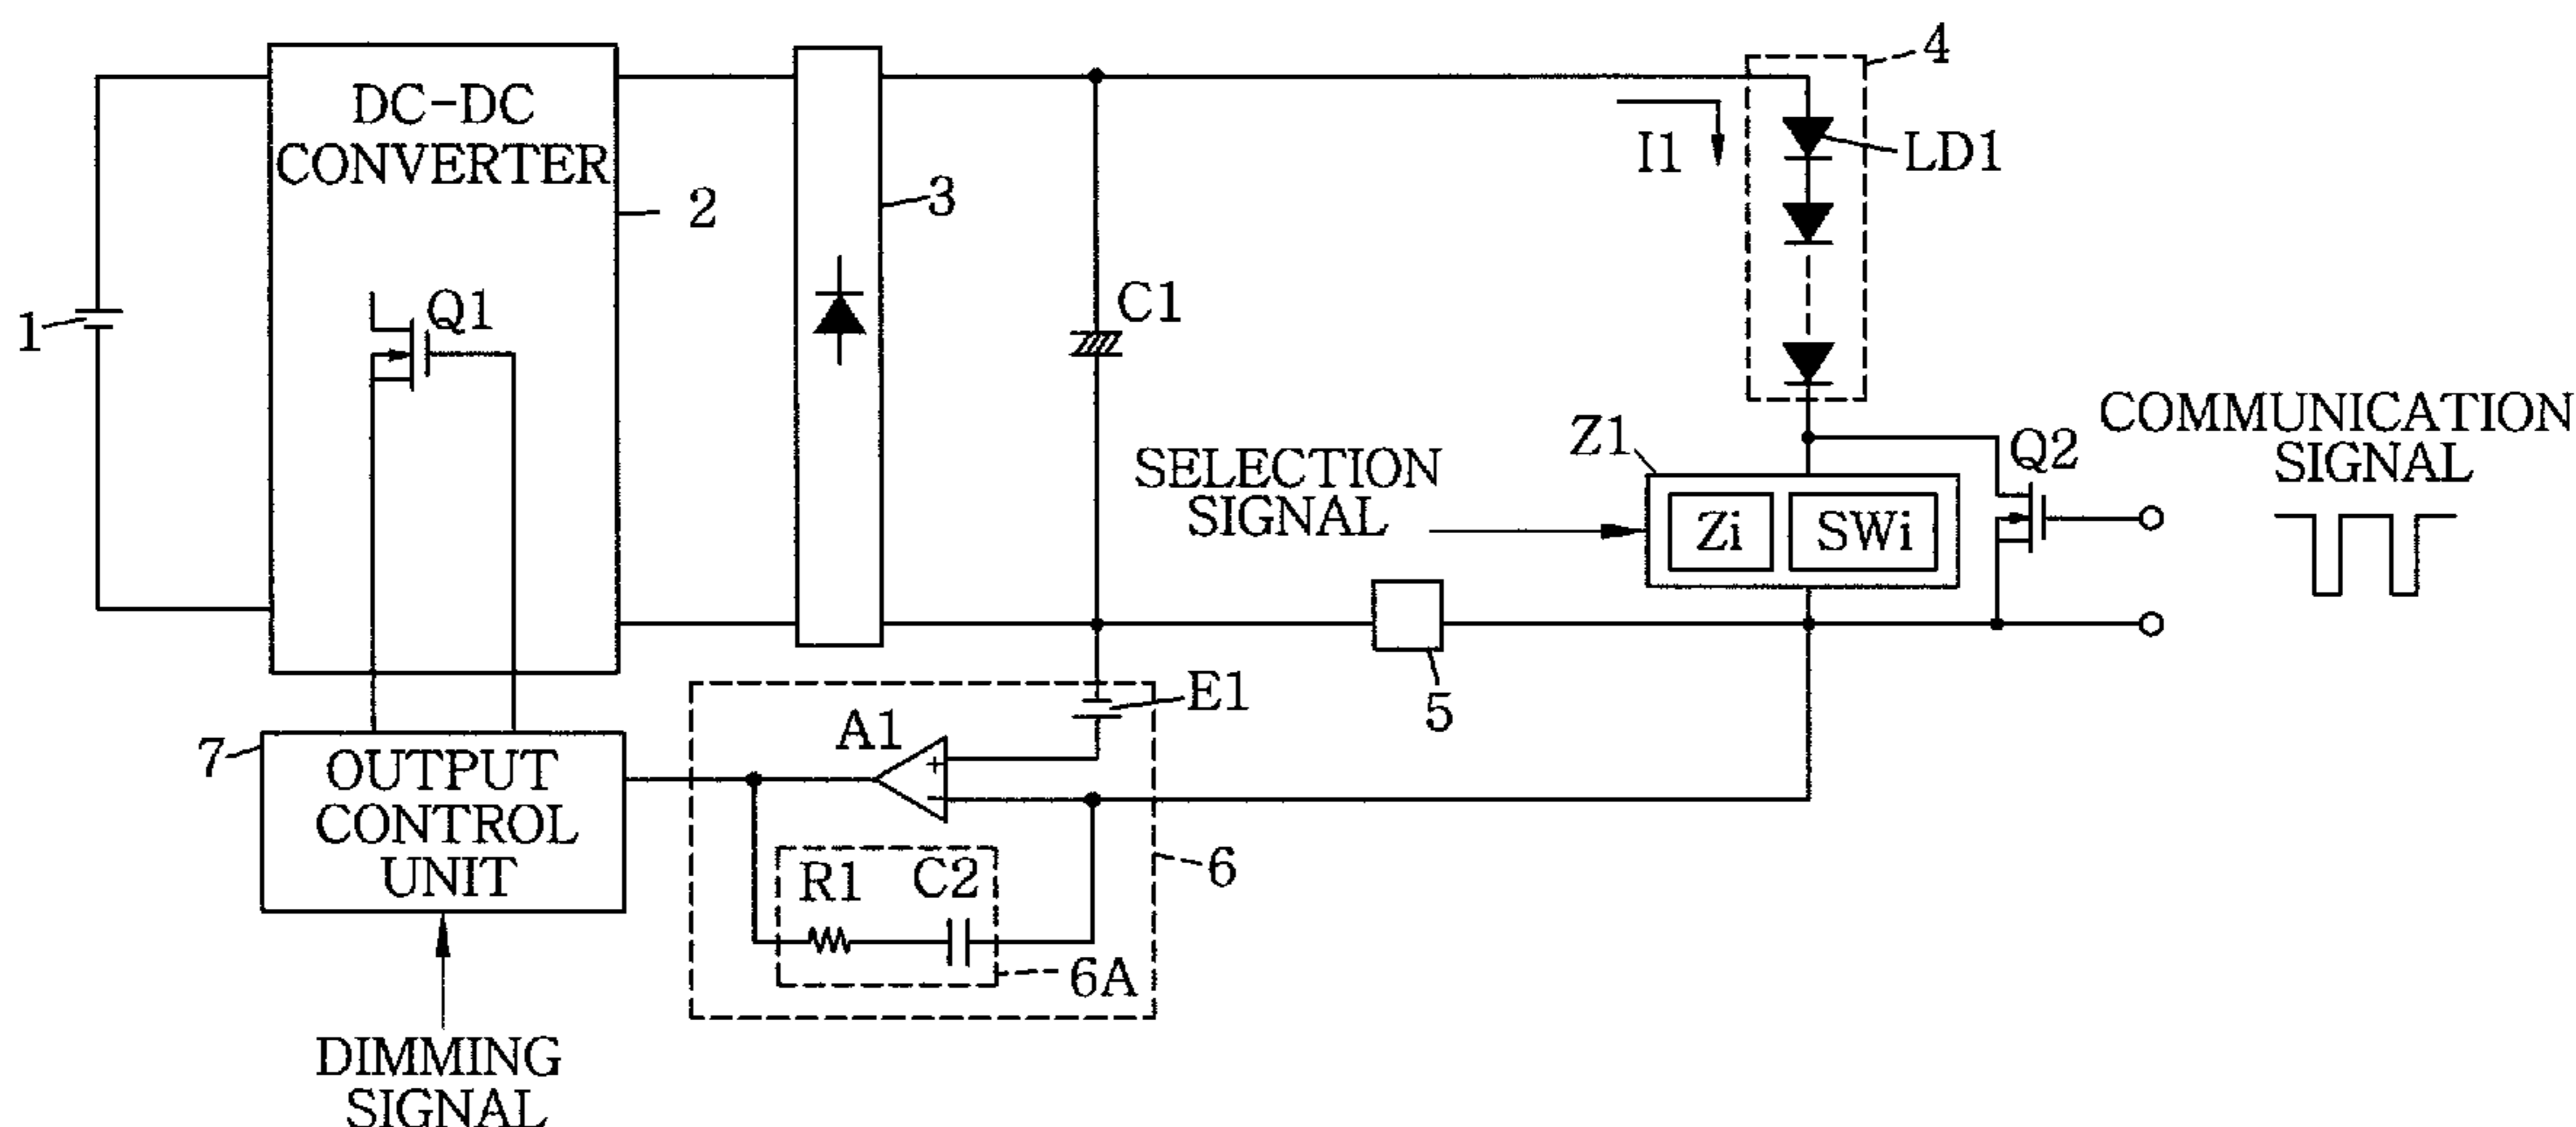 4
DC-DC
CONVERTER
I1
LD1
2
3
Q1
C1
1
COMMUNICATION
SIGNAL
Z1
Q2
SELECTION
SIGNAL
Zi
SWi
E1
5
A1
7
OUTPUT
CONTROL
UNIT
+
−
6
R1
C2
6A
DIMMING
SIGNAL